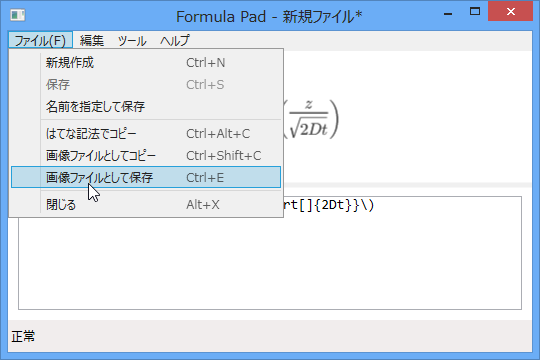 Formula Pad - 新規ファイル*
ファイル(F) 編集 ツール ヘルプ
新規作成 Ctrl+N
保存 Ctrl+S
名前を指定して保存
はてな記法でコピー Ctrl+Alt+C
画像ファイルとしてコピー Ctrl+Shift+C
画像ファイルとして保存 Ctrl+E
閉じる Alt+X
(z/√2Dt)
rt[]{2Dt}}\)
正常